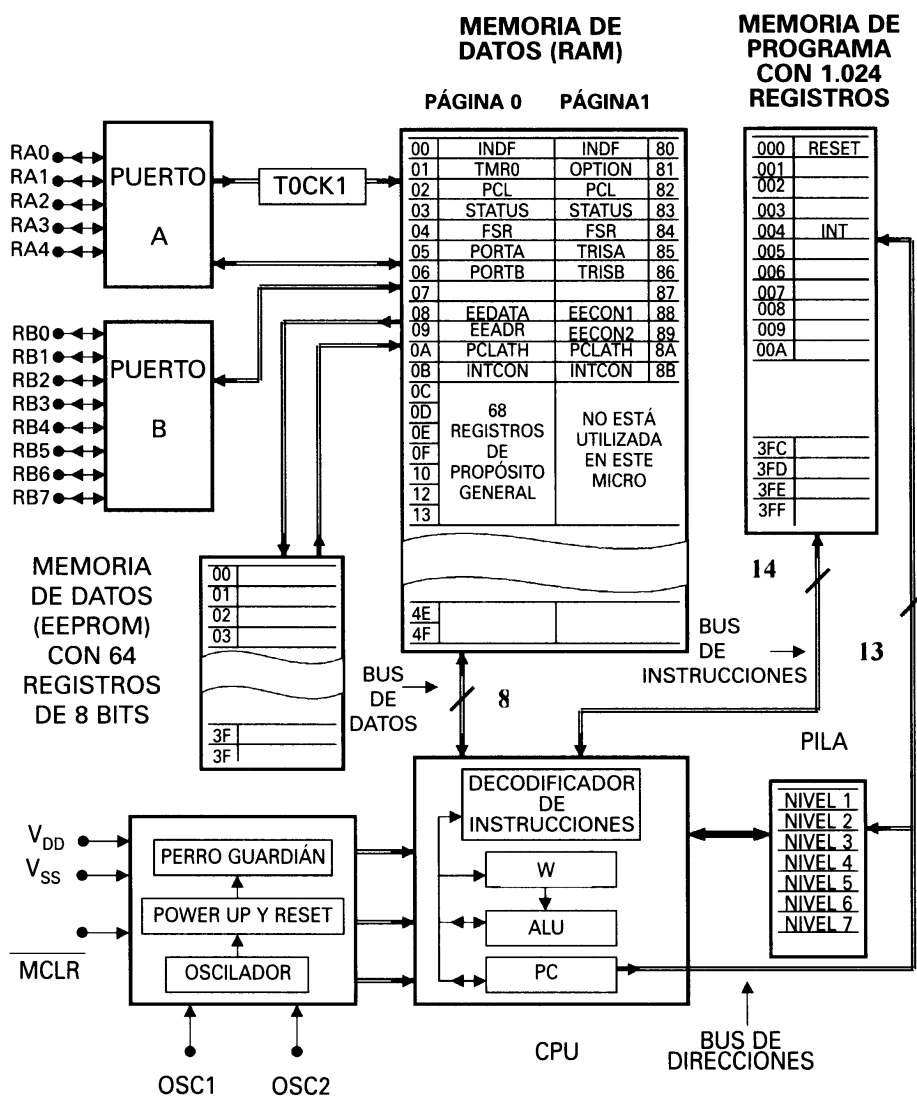 MEMORIA DE
DATOS (RAM)
PÁGINA 0 PÁGINA1
MEMORIA DE
PROGRAMA
CON 1.024
REGISTROS
RA0
RA1
RA2
RA3
RA4
PUERTO
A
T0CK1
RB0
RB1
RB2
RB3
RB4
RB5
RB6
RB7
PUERTO
B
00 INDF INDF 80
01 TMR0 OPTION 81
02 PCL PCL 82
03 STATUS STATUS 83
04 FSR FSR 84
05 PORTA TRISA 85
06 PORTB TRISB 86
07 87
08 EEDATA EECON1 88
09 EEADR EECON2 89
0A PCLATH PCLATH 8A
0B INTCON INTCON 8B
0C
0D
0E
0F
10
12
13
68
REGISTROS
DE
PROPÓSITO
GENERAL
NO ESTÁ
UTILIZADA
EN ESTE
MICRO
4E
4F
000 RESET
001
002
003
004 INT
005
006
007
008
009
00A
3FC
3FD
3FE
3FF
MEMORIA
DE DATOS
(EEPROM)
CON 64
REGISTROS
DE 8 BITS
00
01
02
03
3F
3F
BUS
DE
DATOS
8
BUS
DE
INSTRUCCIONES
14
13
PILA
NIVEL 1
NIVEL 2
NIVEL 3
NIVEL 4
NIVEL 5
NIVEL 6
NIVEL 7
VDD
VSS
MCLR
PERRO GUARDIÁN
POWER UP Y RESET
OSCILADOR
OSC1 OSC2
DECODIFICADOR
DE
INSTRUCCIONES
W
ALU
PC
CPU
BUS DE
DIRECCIONES